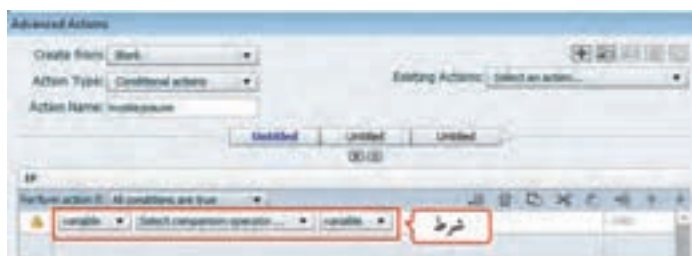 Advanced Actions
Create from: Blank
Action Type: Conditional actions
Existing Actions: Select an action...
Action Name:
Untitled Untitled Untitled
IF
Perform action if: All conditions are true
variable Select comparison operator ... variable
شرط